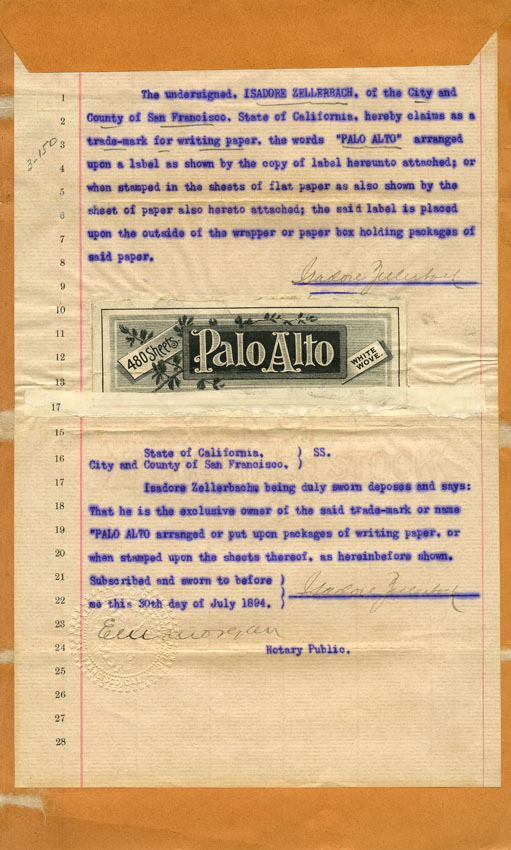 3-150
1 The undersigned, ISADORE ZELLERBACH, of the City and
2 County of San Francisco, State of California, hereby claims as a
3 trade-mark for writing paper, the words "PALO ALTO" arranged
4 upon a label as shown by the copy of label hereunto attached; or
5 when stamped in the sheets of flat paper as also shown by the
6 sheet of paper also hereto attached; the said label is placed
7 upon the outside of the wrapper or paper box holding packages of
8 said paper.
9 Isadore Zellerbach
10
11
12
13
480 Sheets.
Palo Alto
WHITE WOVE.
17
15
State of California, ) SS.
16 City and County of San Francisco. )
17 Isadore Zellerbach, being duly sworn deposes and says:
18 That he is the exclusive owner of the said trade-mark or name
19 "PALO ALTO arranged or put upon packages of writing paper, or
20 when stamped upon the sheets thereof, as hereinbefore shown.
21 Subscribed and sworn to before )
22 me this 30th day of July 1894. ) Isadore Zellerbach
23 Morgan
24 Notary Public.
25
26
27
28